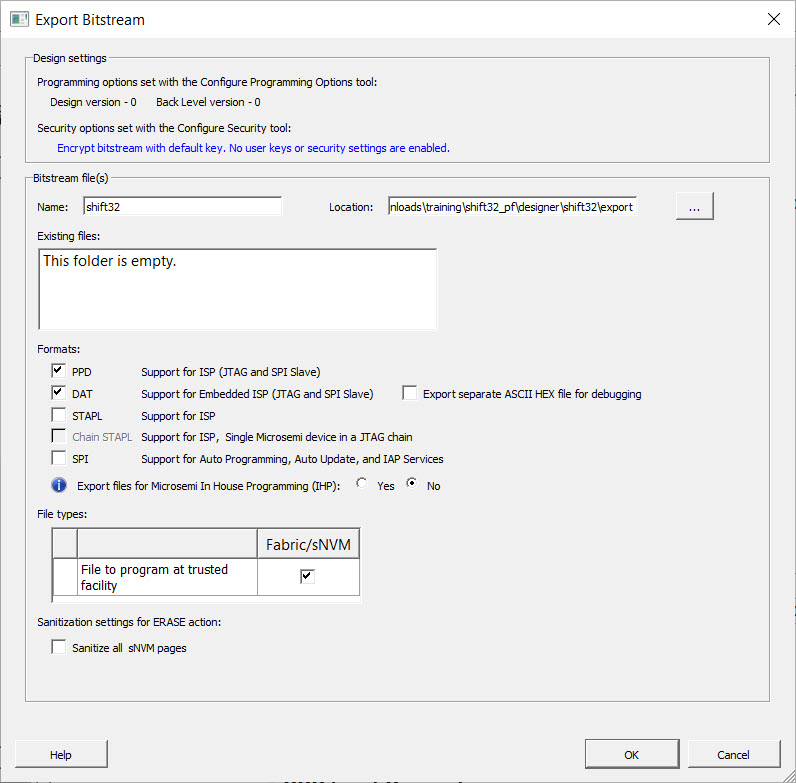 Export Bitstream
Design settings
Programming options set with the Configure Programming Options tool:
Design version - 0 Back Level version - 0
Security options set with the Configure Security tool:
Encrypt bitstream with default key. No user keys or security settings are enabled.
Bitstream file(s)
Name: shift32 Location: nloads\training\shift32_pf\designer\shift32\export ...
Existing files:
This folder is empty.
Formats:
PPD Support for ISP (JTAG and SPI Slave)
DAT Support for Embedded ISP (JTAG and SPI Slave) Export separate ASCII HEX file for debugging
STAPL Support for ISP
Chain STAPL Support for ISP, Single Microsemi device in a JTAG chain
SPI Support for Auto Programming, Auto Update, and IAP Services
Export files for Microsemi In House Programming (IHP): Yes No
File types:
Fabric/sNVM
File to program at trusted
facility
Sanitization settings for ERASE action:
Sanitize all sNVM pages
Help OK Cancel